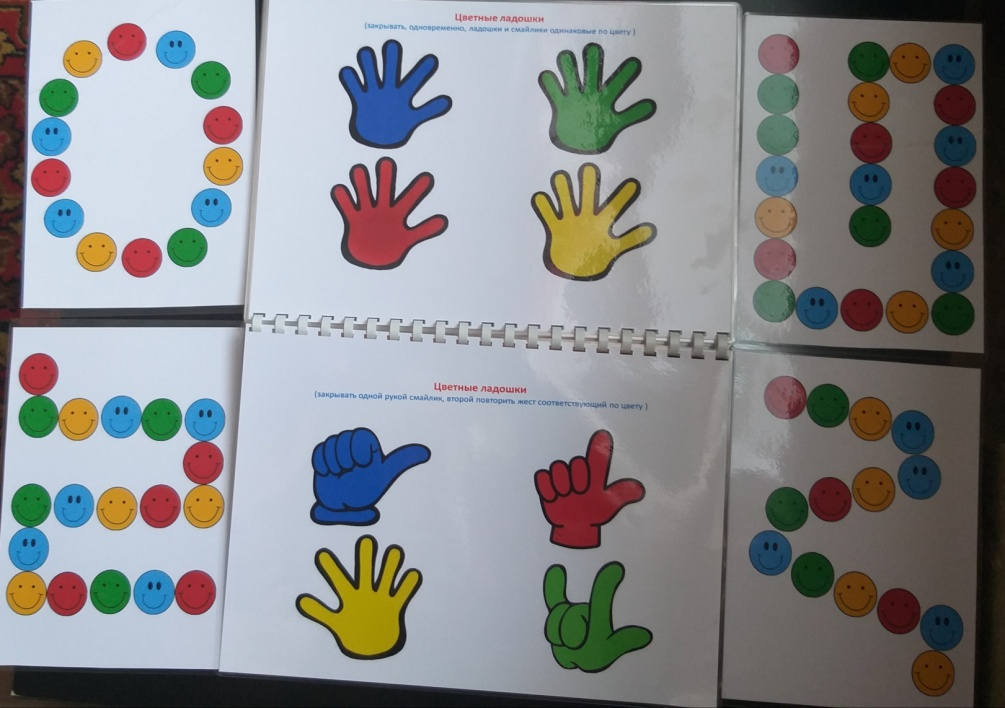 Цветные ладошки
(закрывать, одновременно, ладошки и смайлики одинаковые по цвету )
Цветные ладошки
(закрывать одной рукой смайлик, второй повторить жест соответствующий по цвету )